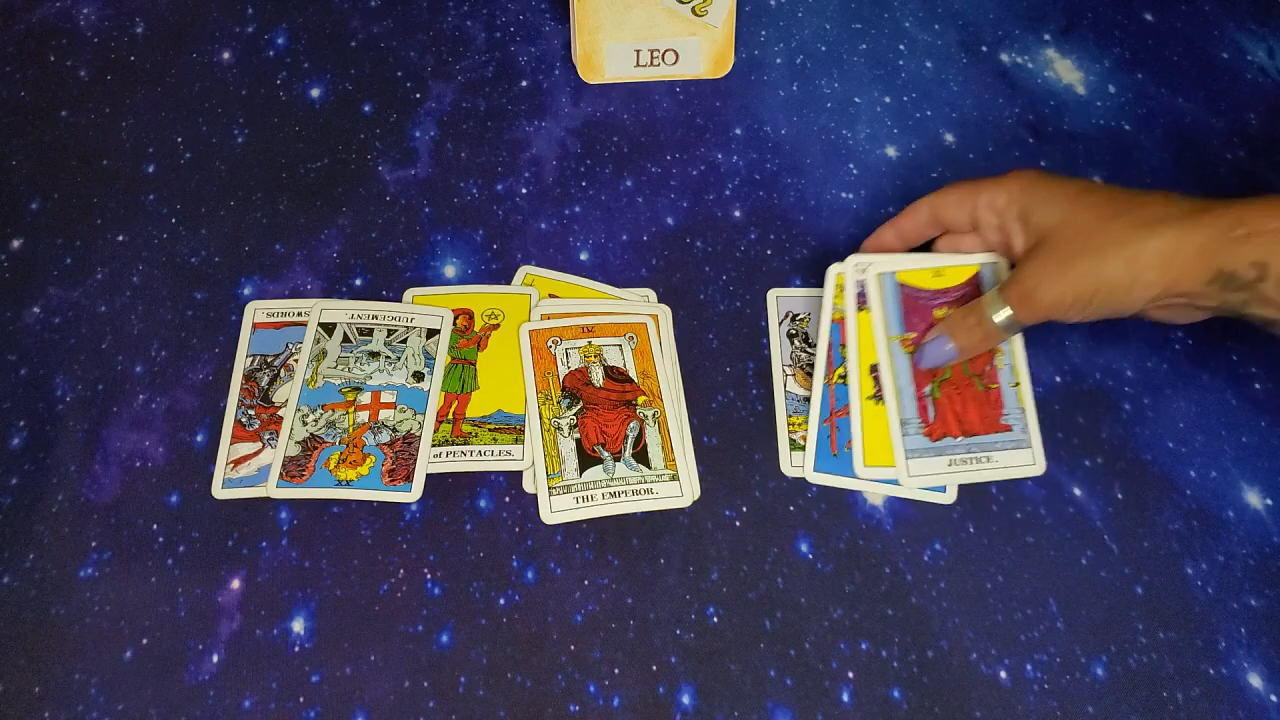 LEO
SWORDS.
JUDGEMENT.
of PENTACLES.
IV.
THE EMPEROR.
JUSTICE.